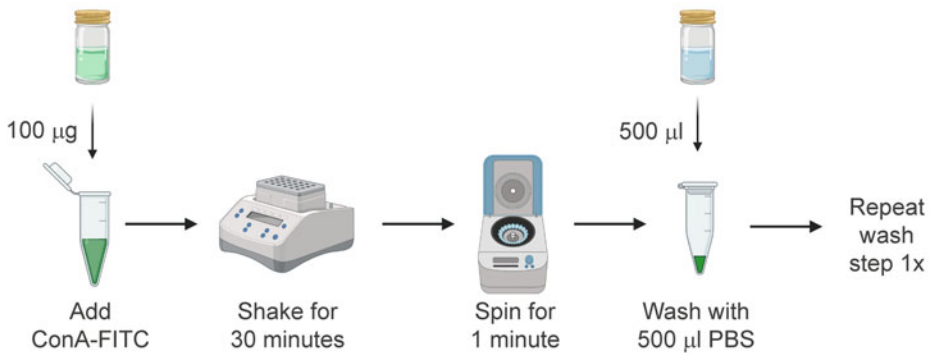 100 μg
500 μl
Add
ConA-FITC
Shake for
30 minutes
Spin for
1 minute
Wash with
500 μl PBS
Repeat
wash
step 1x